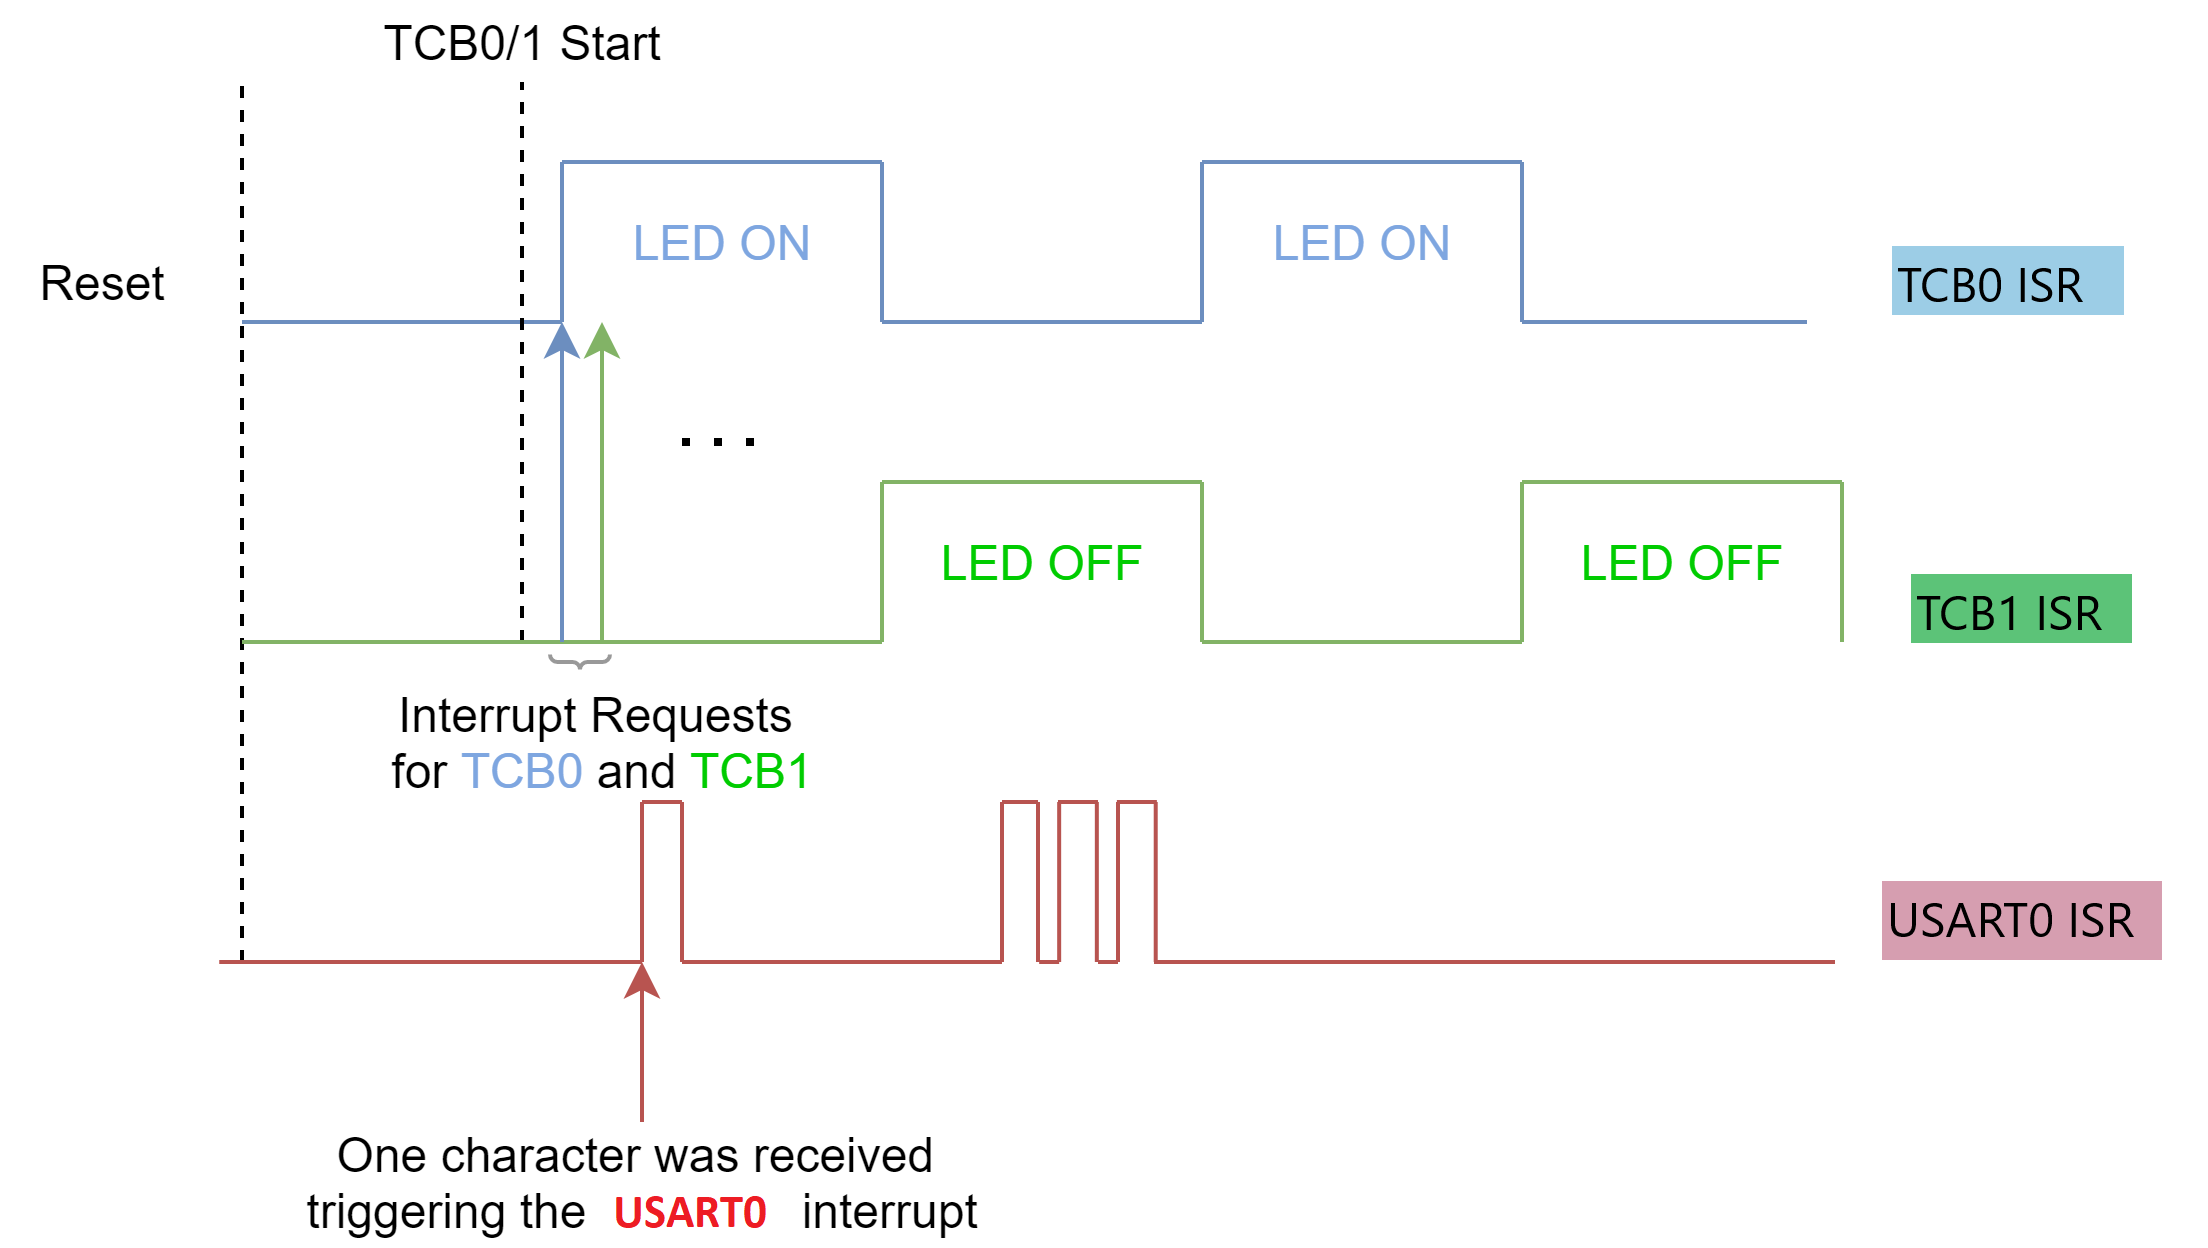 TCB0/1 Start
LED ON
LED ON
Reset
TCB0 ISR
. . .
LED OFF
LED OFF
TCB1 ISR
Interrupt Requests
for TCB0 and TCB1
USART0 ISR
One character was received
triggering the USART0 interrupt